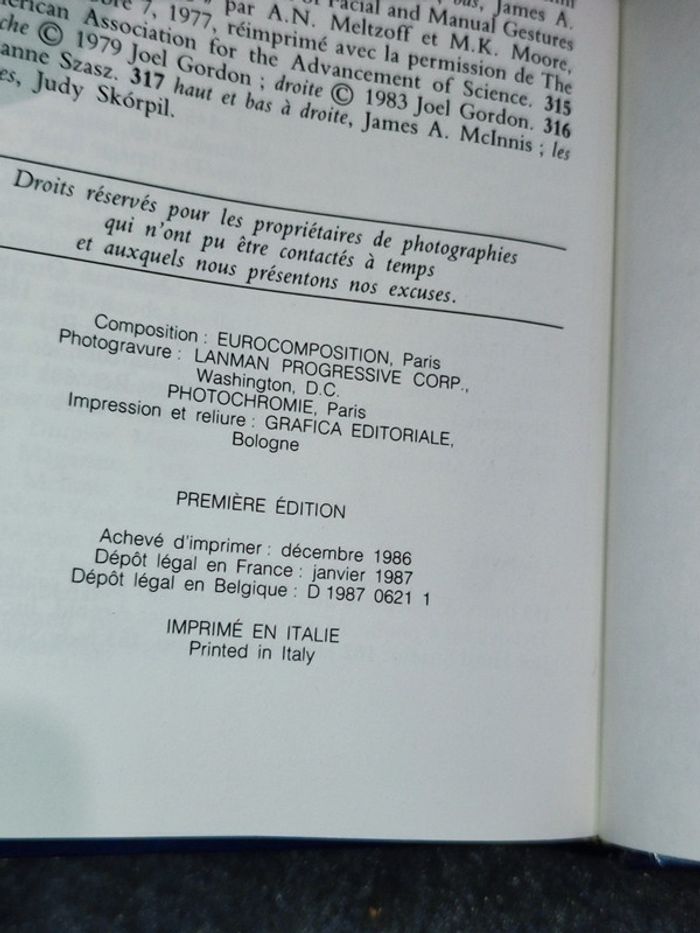 of Facial and Manual Gestures
7, 1977, réimprimé avec la permission de The
American Association for the Advancement of Science. 315
© 1979 Joel Gordon ; droite © 1983 Joel Gordon. 316
Szasz. 317 haut et bas à droite, James A. McInnis ; les
Judy Skórpil.
Droits réservés pour les propriétaires de photographies
qui n'ont pu être contactés à temps
et auxquels nous présentons nos excuses.
Composition : EUROCOMPOSITION, Paris
Photogravure : LANMAN PROGRESSIVE CORP.,
Washington, D.C.
PHOTOCHROMIE, Paris
Impression et reliure : GRAFICA EDITORIALE,
Bologne
PREMIÈRE ÉDITION
Achevé d'imprimer : décembre 1986
Dépôt légal en France : janvier 1987
Dépôt légal en Belgique : D 1987 0621 1
IMPRIMÉ EN ITALIE
Printed in Italy